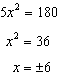 5x² = 180
x² = 36
x = ±6